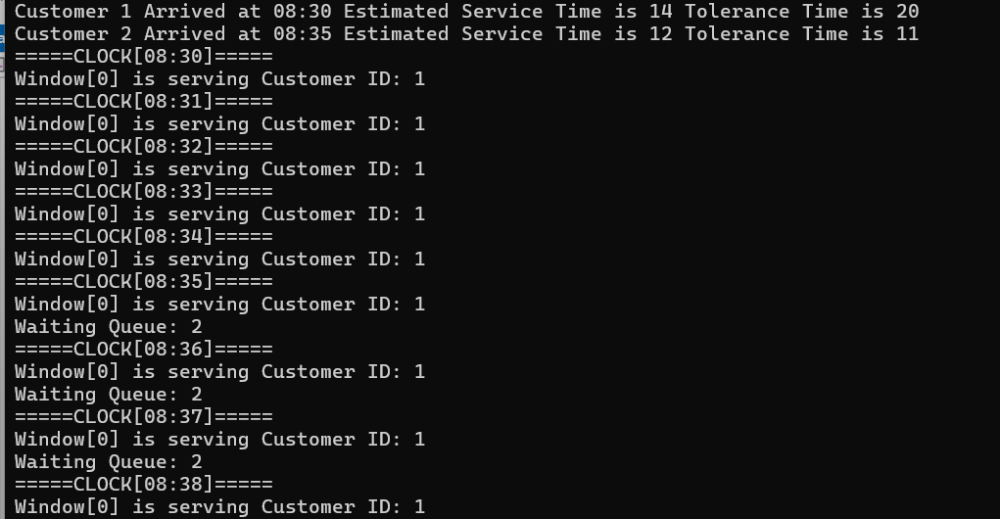 Customer 1 Arrived at 08:30 Estimated Service Time is 14 Tolerance Time is 20
Customer 2 Arrived at 08:35 Estimated Service Time is 12 Tolerance Time is 11
=====CLOCK[08:30]=====
Window[0] is serving Customer ID: 1
=====CLOCK[08:31]=====
Window[0] is serving Customer ID: 1
=====CLOCK[08:32]=====
Window[0] is serving Customer ID: 1
=====CLOCK[08:33]=====
Window[0] is serving Customer ID: 1
=====CLOCK[08:34]=====
Window[0] is serving Customer ID: 1
=====CLOCK[08:35]=====
Window[0] is serving Customer ID: 1
Waiting Queue: 2
=====CLOCK[08:36]=====
Window[0] is serving Customer ID: 1
Waiting Queue: 2
=====CLOCK[08:37]=====
Window[0] is serving Customer ID: 1
Waiting Queue: 2
=====CLOCK[08:38]=====
Window[0] is serving Customer ID: 1